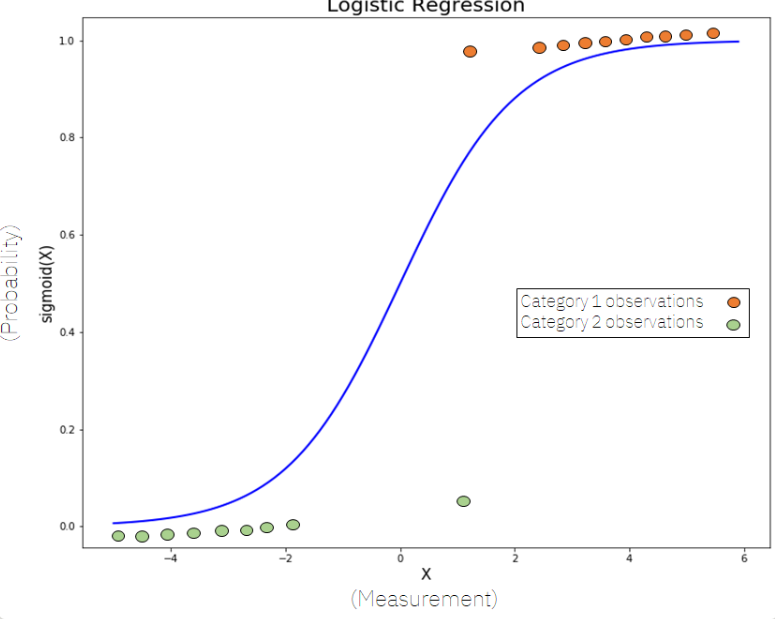 Logistic Regression
1.0
0.8
0.6
0.4
0.2
0.0
(Probability)
sigmoid(X)
Category 1 observations
Category 2 observations
−4
−2
0
2
4
6
X
(Measurement)